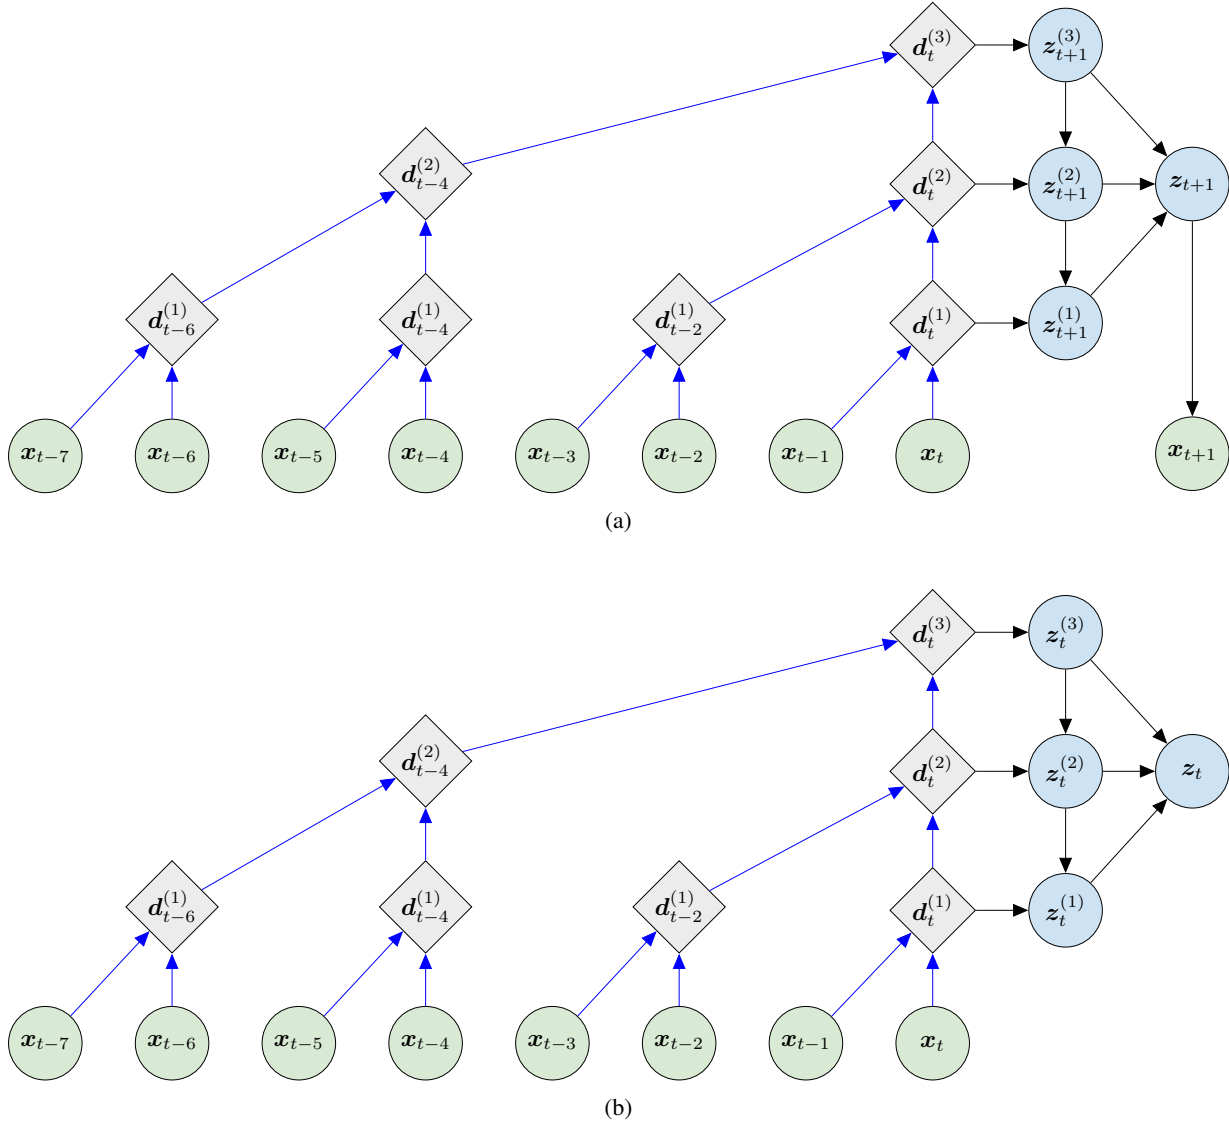 d_t^{(3)} z_{t+1}^{(3)}
d_{t-4}^{(2)} d_t^{(2)} z_{t+1}^{(2)} z_{t+1}
d_{t-6}^{(1)} d_{t-4}^{(1)} d_{t-2}^{(1)} d_t^{(1)} z_{t+1}^{(1)}
x_{t-7} x_{t-6} x_{t-5} x_{t-4} x_{t-3} x_{t-2} x_{t-1} x_t x_{t+1}
(a)
d_t^{(3)} z_t^{(3)}
d_{t-4}^{(2)} d_t^{(2)} z_t^{(2)} z_t
d_{t-6}^{(1)} d_{t-4}^{(1)} d_{t-2}^{(1)} d_t^{(1)} z_t^{(1)}
x_{t-7} x_{t-6} x_{t-5} x_{t-4} x_{t-3} x_{t-2} x_{t-1} x_t
(b)